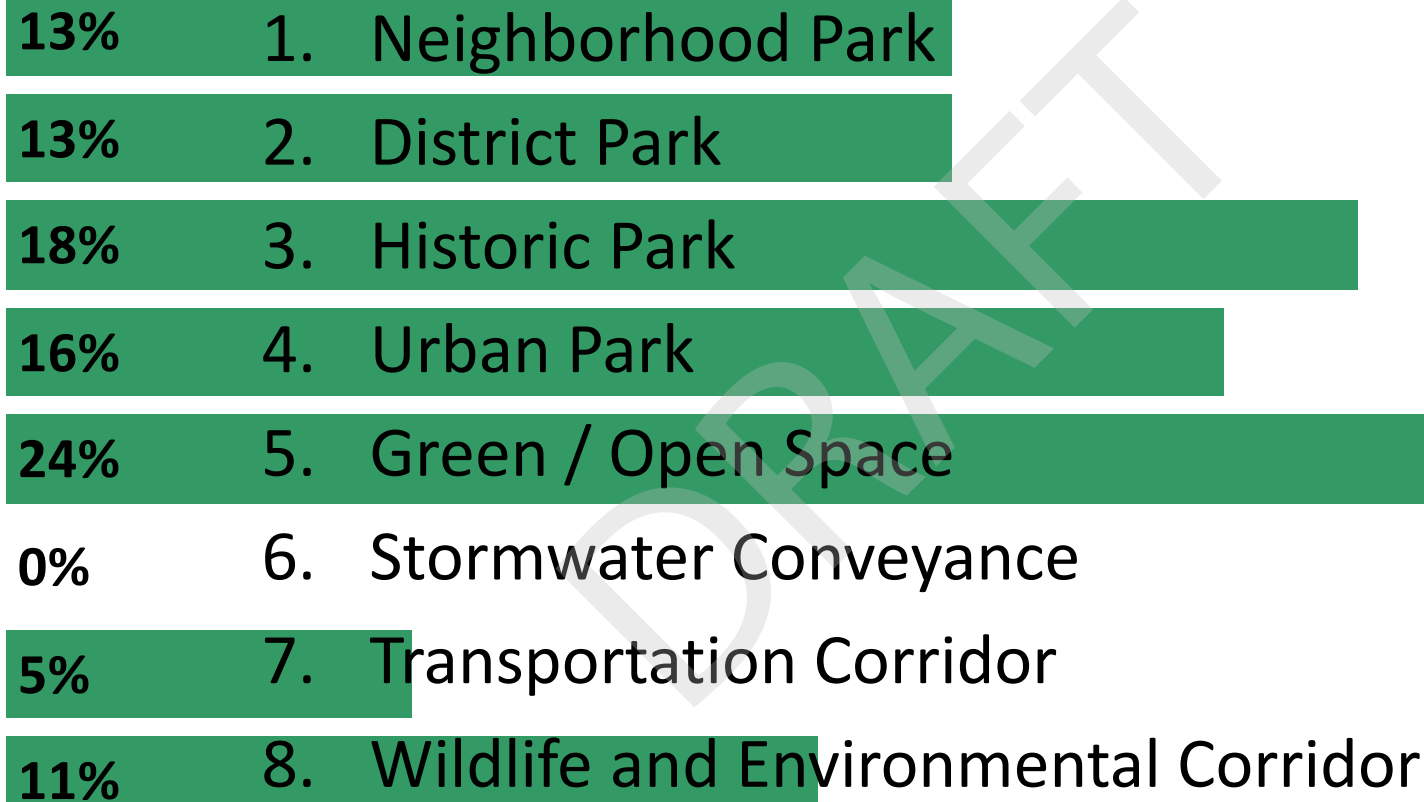 13% 1. Neighborhood Park
13% 2. District Park
18% 3. Historic Park
16% 4. Urban Park
24% 5. Green / Open Space
0% 6. Stormwater Conveyance
5% 7. Transportation Corridor
11% 8. Wildlife and Environmental Corridor
DRAFT